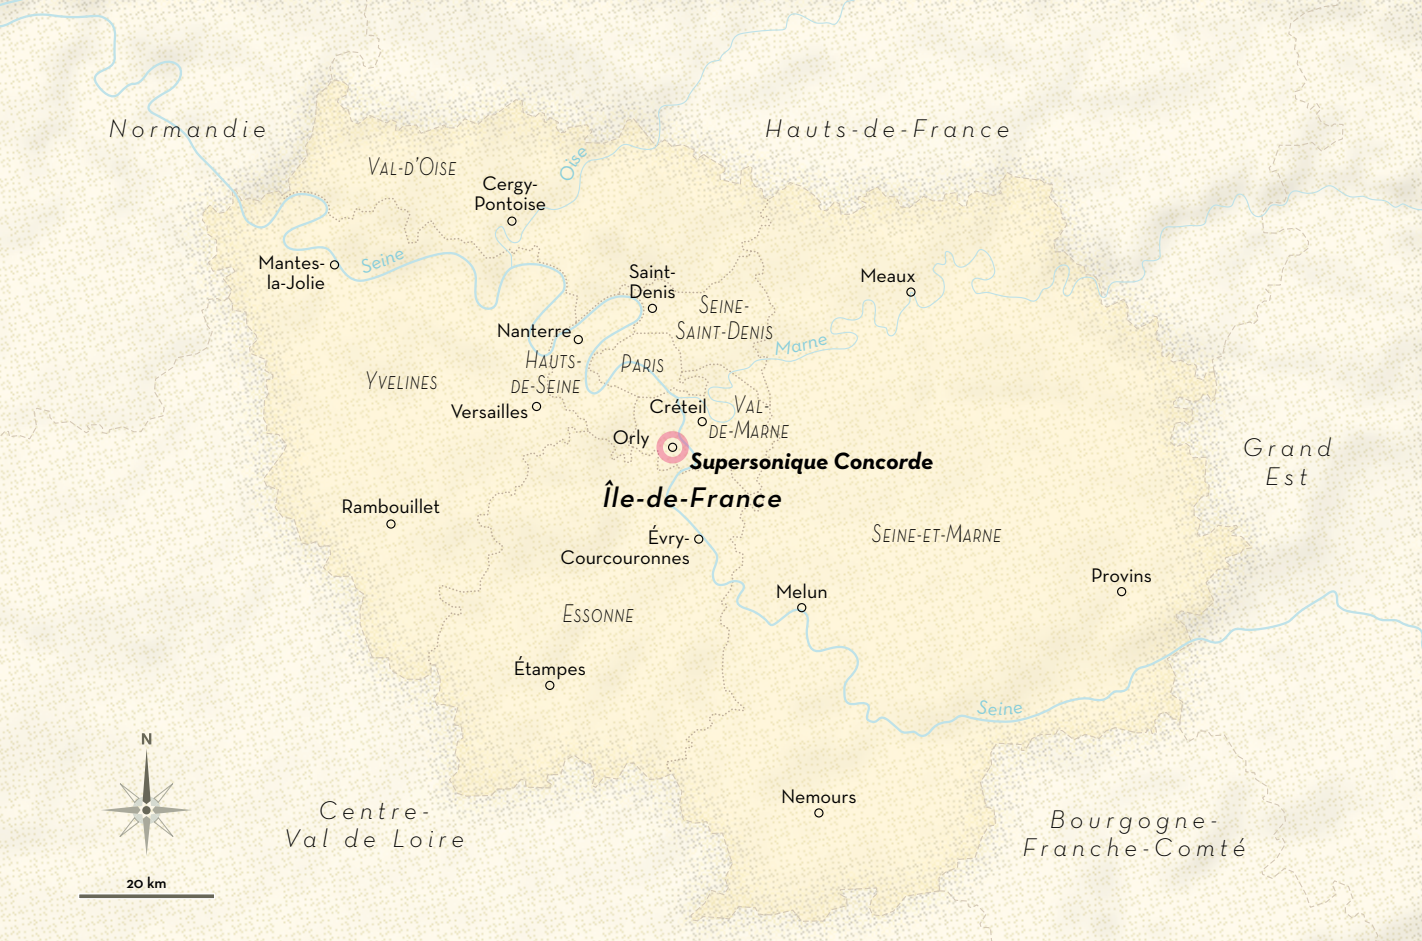 Normandie
Hauts-de-France
Val-d'Oise
Oise
Cergy-
Pontoise
Mantes-
la-Jolie
Seine
Saint-
Denis
Meaux
Seine-
Saint-Denis
Nanterre
Marne
Hauts-
de-Seine
Paris
Yvelines
Versailles
Créteil
Val-
de-Marne
Orly
Supersonique Concorde
Grand
Est
Île-de-France
Rambouillet
Évry-
Courcouronnes
Seine-et-Marne
Provins
Melun
Essonne
Étampes
Seine
N
Nemours
Centre-
Val de Loire
Bourgogne-
Franche-Comté
20 km